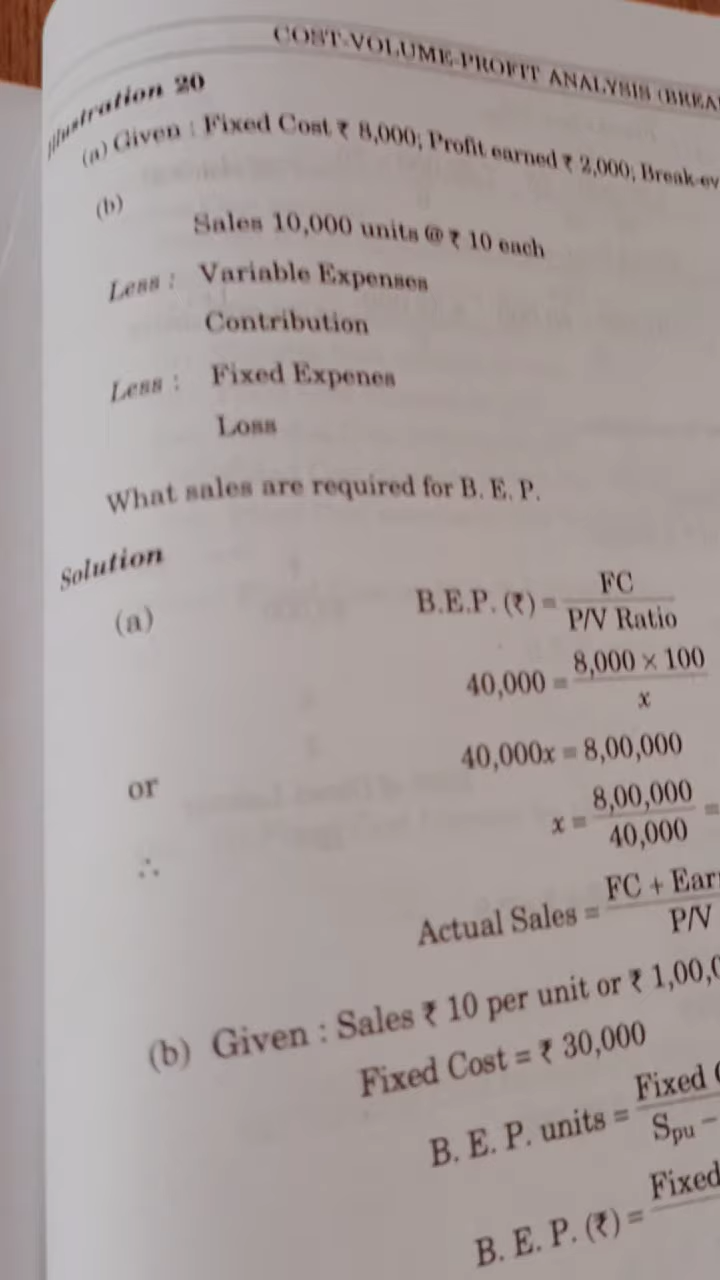 COST-VOLUME-PROFIT ANALYSIS (BREA
Illustration 20
(a) Given : Fixed Cost ₹ 8,000; Profit earned ₹ 2,000; Break-ev
(b)
Sales 10,000 units @ ₹ 10 each
Less : Variable Expenses
Contribution
Less : Fixed Expenes
Loss
What sales are required for B. E. P.
Solution
(a) B.E.P. (₹) = FC / P/V Ratio
40,000 = 8,000 × 100 / x
or 40,000x = 8,00,000
∴ x = 8,00,000 / 40,000 =
Actual Sales = FC + Ear / P/V
(b) Given : Sales ₹ 10 per unit or ₹ 1,00,0
Fixed Cost = ₹ 30,000
B. E. P. units = Fixed C / Spu –
B. E. P. (₹) = Fixed